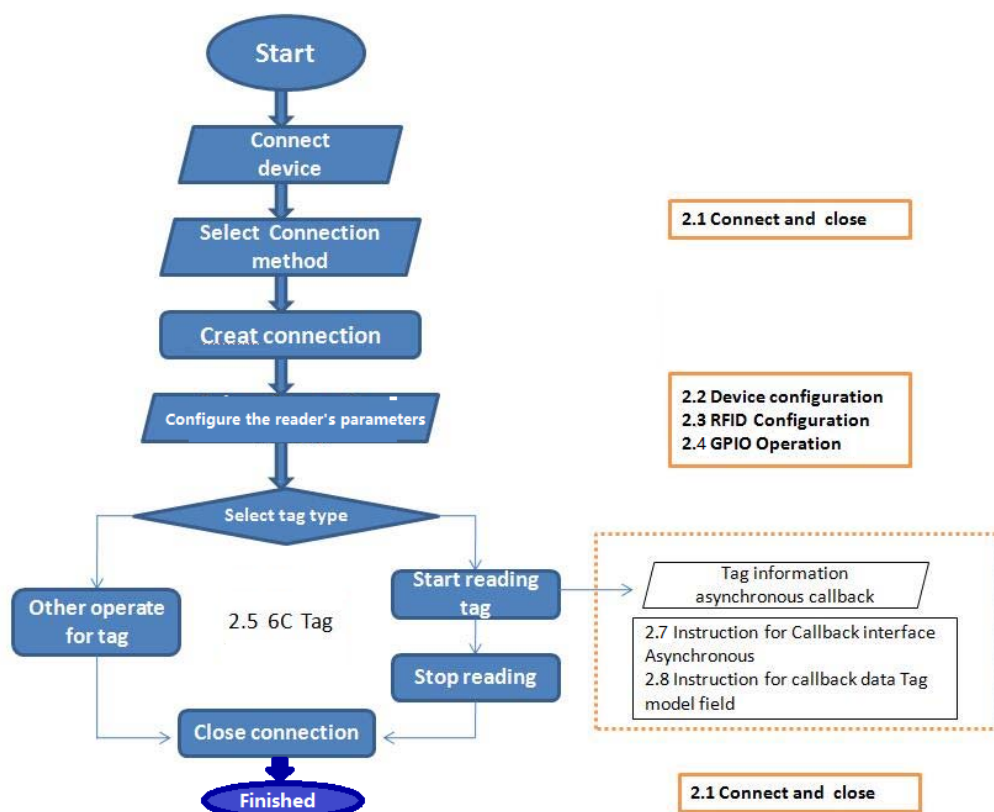 Start
Connect
device
Select Connection
method
2.1 Connect and close
Creat connection
Configure the reader's parameters
2.2 Device configuration
2.3 RFID Configuration
2.4 GPIO Operation
Select tag type
Other operate
for tag
2.5 6C Tag
Start reading
tag
Tag information
asynchronous callback
2.7 Instruction for Callback interface
Asynchronous
2.8 Instruction for callback data Tag
model field
Stop reading
Close connection
Finished
2.1 Connect and close